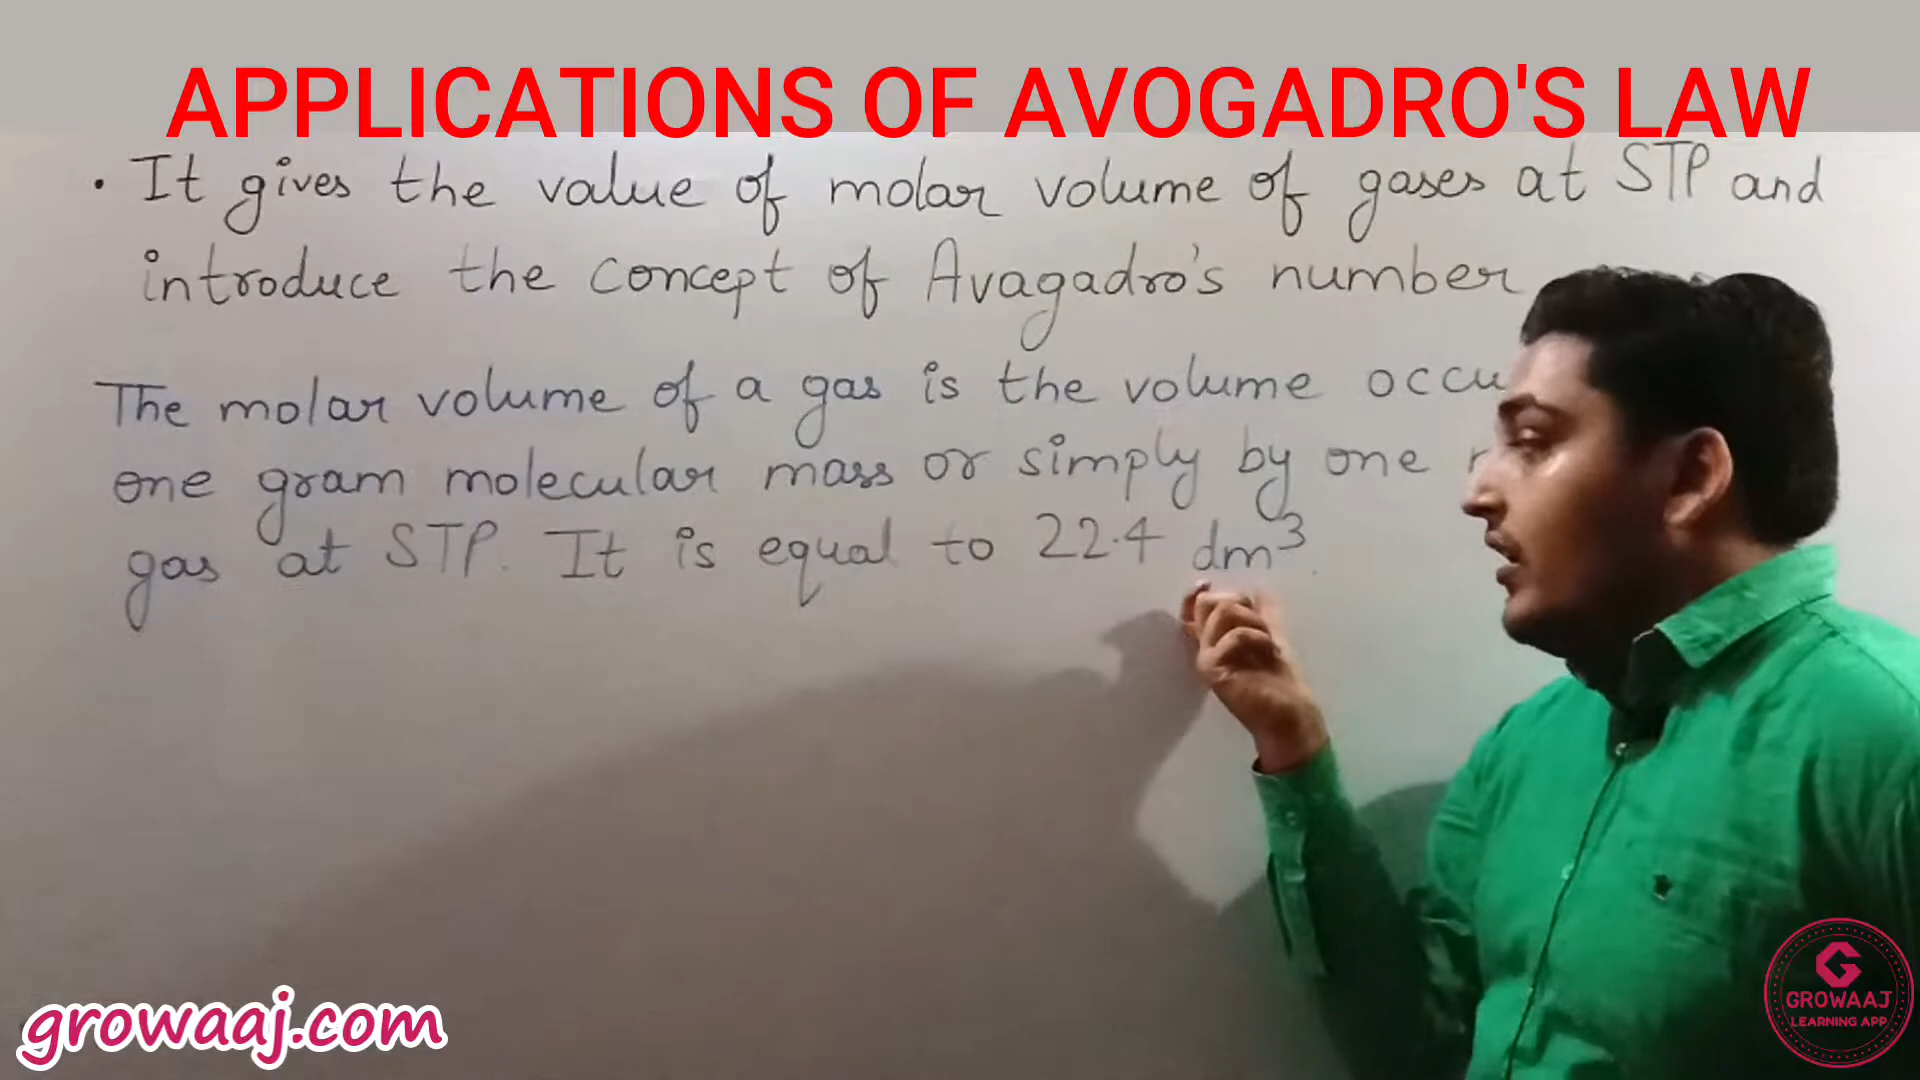 APPLICATIONS OF AVOGADRO'S LAW
• It gives the value of molar volume of gases at STP and
introduce the concept of Avagadro's number
The molar volume of a gas is the volume
one gram molecular mass or simply by one
gas at STP. It is equal to 22.4 dm³.
growaaj.com
G
GROWAAJ
LEARNING APP